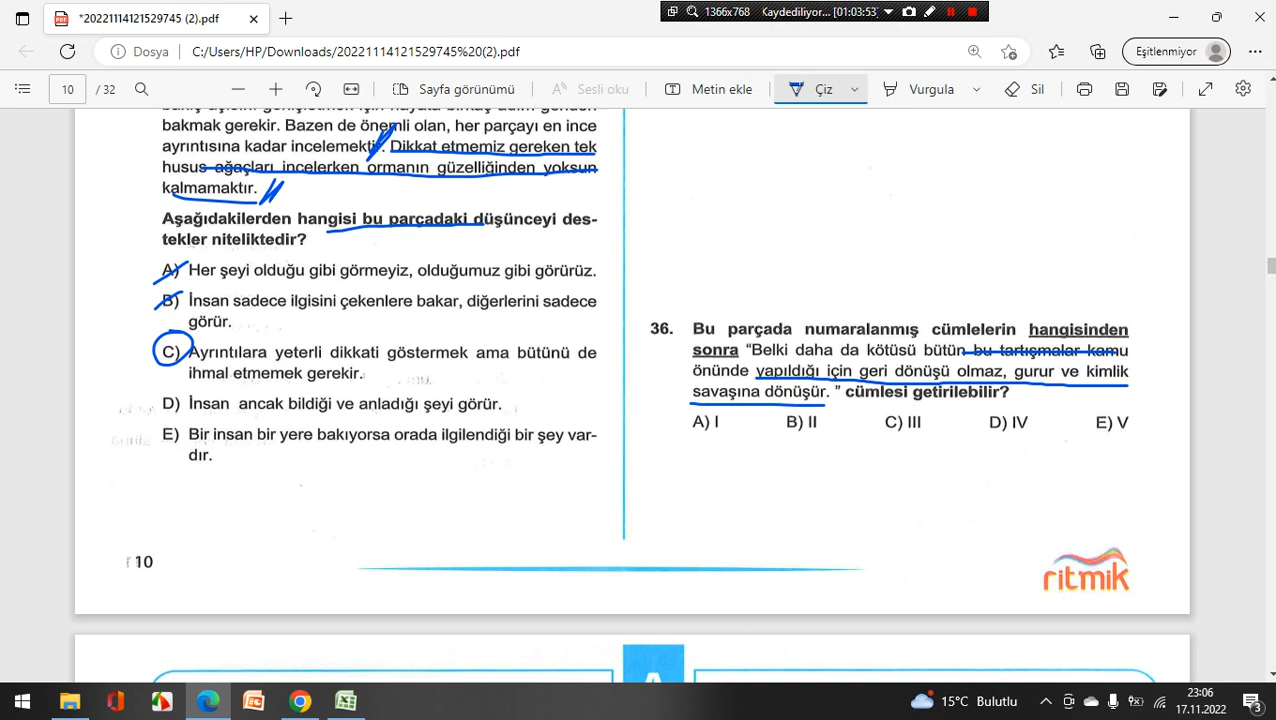 *20221114121529745 (2).pdf
1366x768 Kaydediliyor... [01:03:53]
Dosya C:/Users/HP/Downloads/20221114121529745%20(2).pdf
Eşitlenmiyor
10 / 32
Sayfa görünümü
Sesli oku
Metin ekle
Çiz
Vurgula
Sil
bakmak gerekir. Bazen de önemli olan, her parçayı en ince
ayrıntısına kadar incelemektir. Dikkat etmemiz gereken tek
husus ağaçları incelerken ormanın güzelliğinden yoksun
kalmamaktır.
Aşağıdakilerden hangisi bu parçadaki düşünceyi des-
tekler niteliktedir?
A) Her şeyi olduğu gibi görmeyiz, olduğumuz gibi görürüz.
B) İnsan sadece ilgisini çekenlere bakar, diğerlerini sadece
görür.
C) Ayrıntılara yeterli dikkati göstermek ama bütünü de
ihmal etmemek gerekir.
D) İnsan ancak bildiği ve anladığı şeyi görür.
E) Bir insan bir yere bakıyorsa orada ilgilendiği bir şey var-
dır.
36. Bu parçada numaralanmış cümlelerin hangisinden
sonra "Belki daha da kötüsü bütün bu tartışmalar kamu
önünde yapıldığı için geri dönüşü olmaz, gurur ve kimlik
savaşına dönüşür. " cümlesi getirilebilir?
A) I B) II C) III D) IV E) V
10
ritmik
A
15°C Bulutlu
23:06
17.11.2022
3